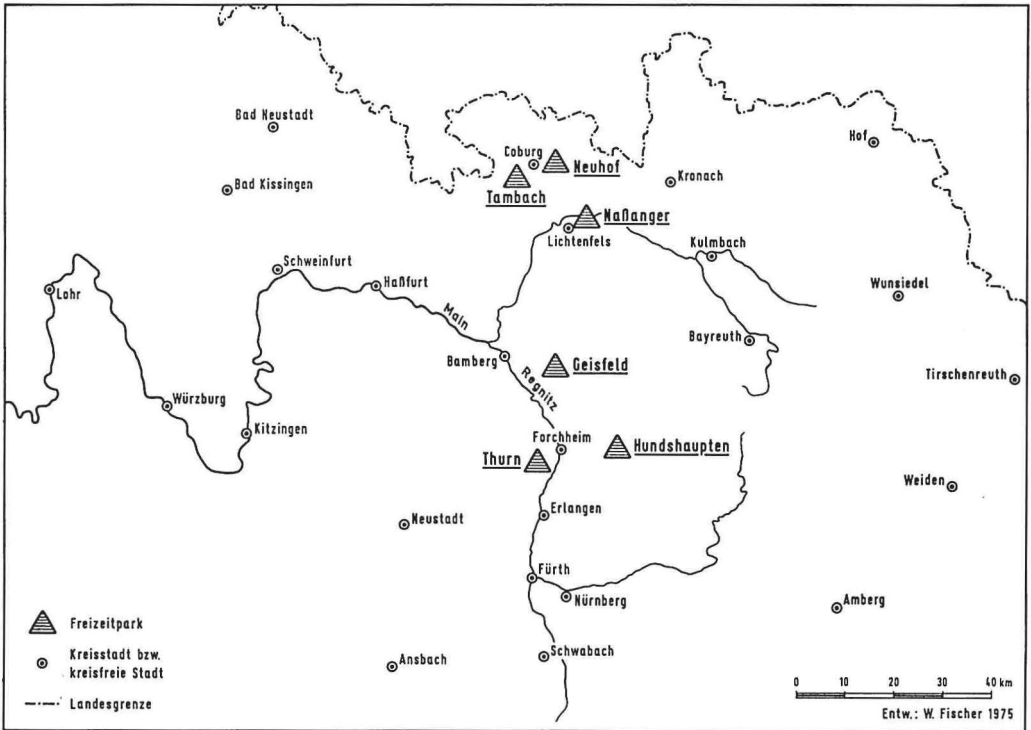 Bad Neustadt
Hof
Coburg
Neuhof
Kronach
Bad Kissingen
Tambach
Naßanger
Lichtenfels
Kulmbach
Schweinfurt
Haßfurt
Wunsiedel
Lohr
Main
Bayreuth
Bamberg
Geisfeld
Tirschenreuth
Regnitz
Würzburg
Kitzingen
Forchheim
Hundshaupten
Thurn
Weiden
Erlangen
Neustadt
Fürth
Nürnberg
Amberg
Schwabach
Ansbach
Freizeitpark
Kreisstadt bzw.
kreisfreie Stadt
Landesgrenze
0 10 20 30 40 km
Entw.: W. Fischer 1975